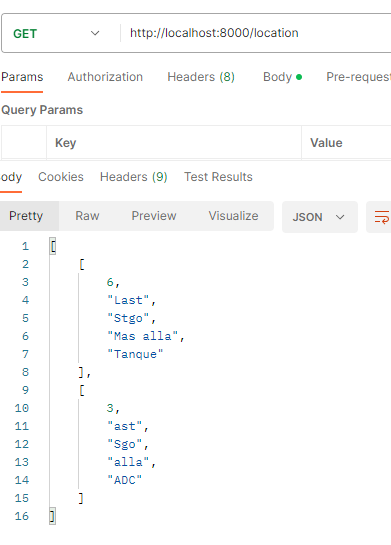 GET http://localhost:8000/location
Params Authorization Headers (8) Body Pre-request
Query Params
Key Value
ody Cookies Headers (9) Test Results
Pretty Raw Preview Visualize JSON
1 [
2 [
3 6,
4 "Last",
5 "Stgo",
6 "Mas alla",
7 "Tanque"
8 ],
9 [
10 3,
11 "ast",
12 "Sgo",
13 "alla",
14 "ADC"
15 ]
16 ]